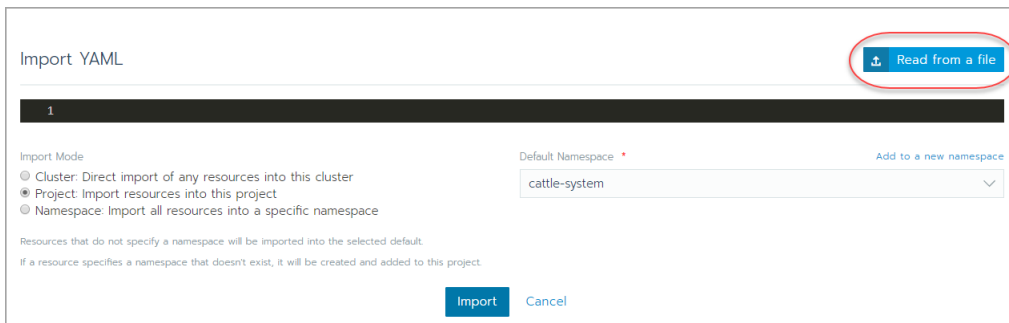 Import YAML
Read from a file
1
Import Mode
Default Namespace *
Add to a new namespace
Cluster: Direct import of any resources into this cluster
Project: Import resources into this project
Namespace: Import all resources into a specific namespace
cattle-system
Resources that do not specify a namespace will be imported into the selected default.
If a resource specifies a namespace that doesn't exist, it will be created and added to this project.
Import
Cancel